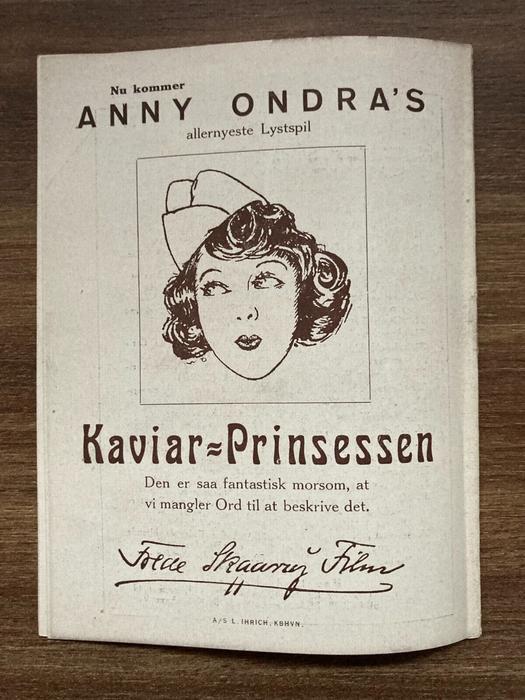 Nu kommer
ANNY ONDRA'S
allernyeste Lystspil
Kaviar=Prinsessen
Den er saa fantastisk morsom, at
vi mangler Ord til at beskrive det.
Frede Skaarup Film
A/S L. IHRICH, KBHVN.